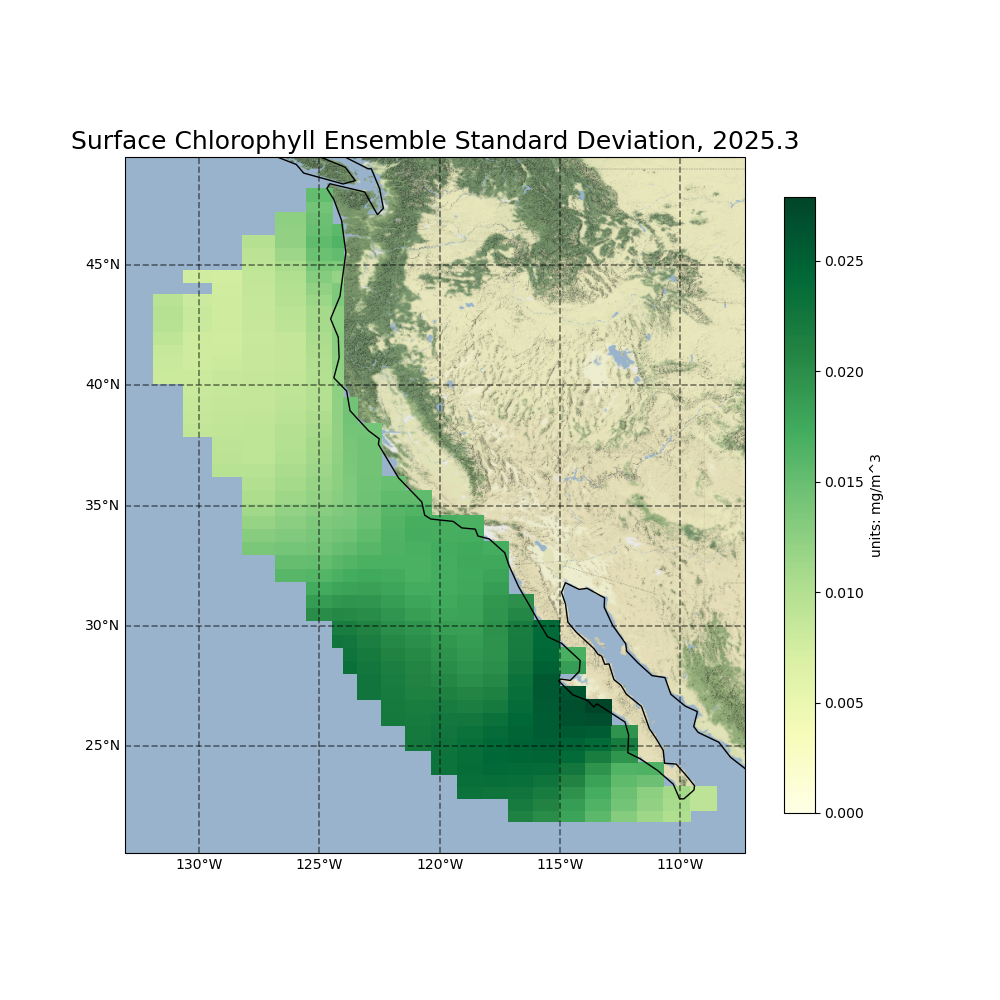 Surface Chlorophyll Ensemble Standard Deviation, 2025.3
45°N
40°N
35°N
30°N
25°N
130°W 125°W 120°W 115°W 110°W
0.025
0.020
0.015
0.010
0.005
0.000
units: mg/m^3